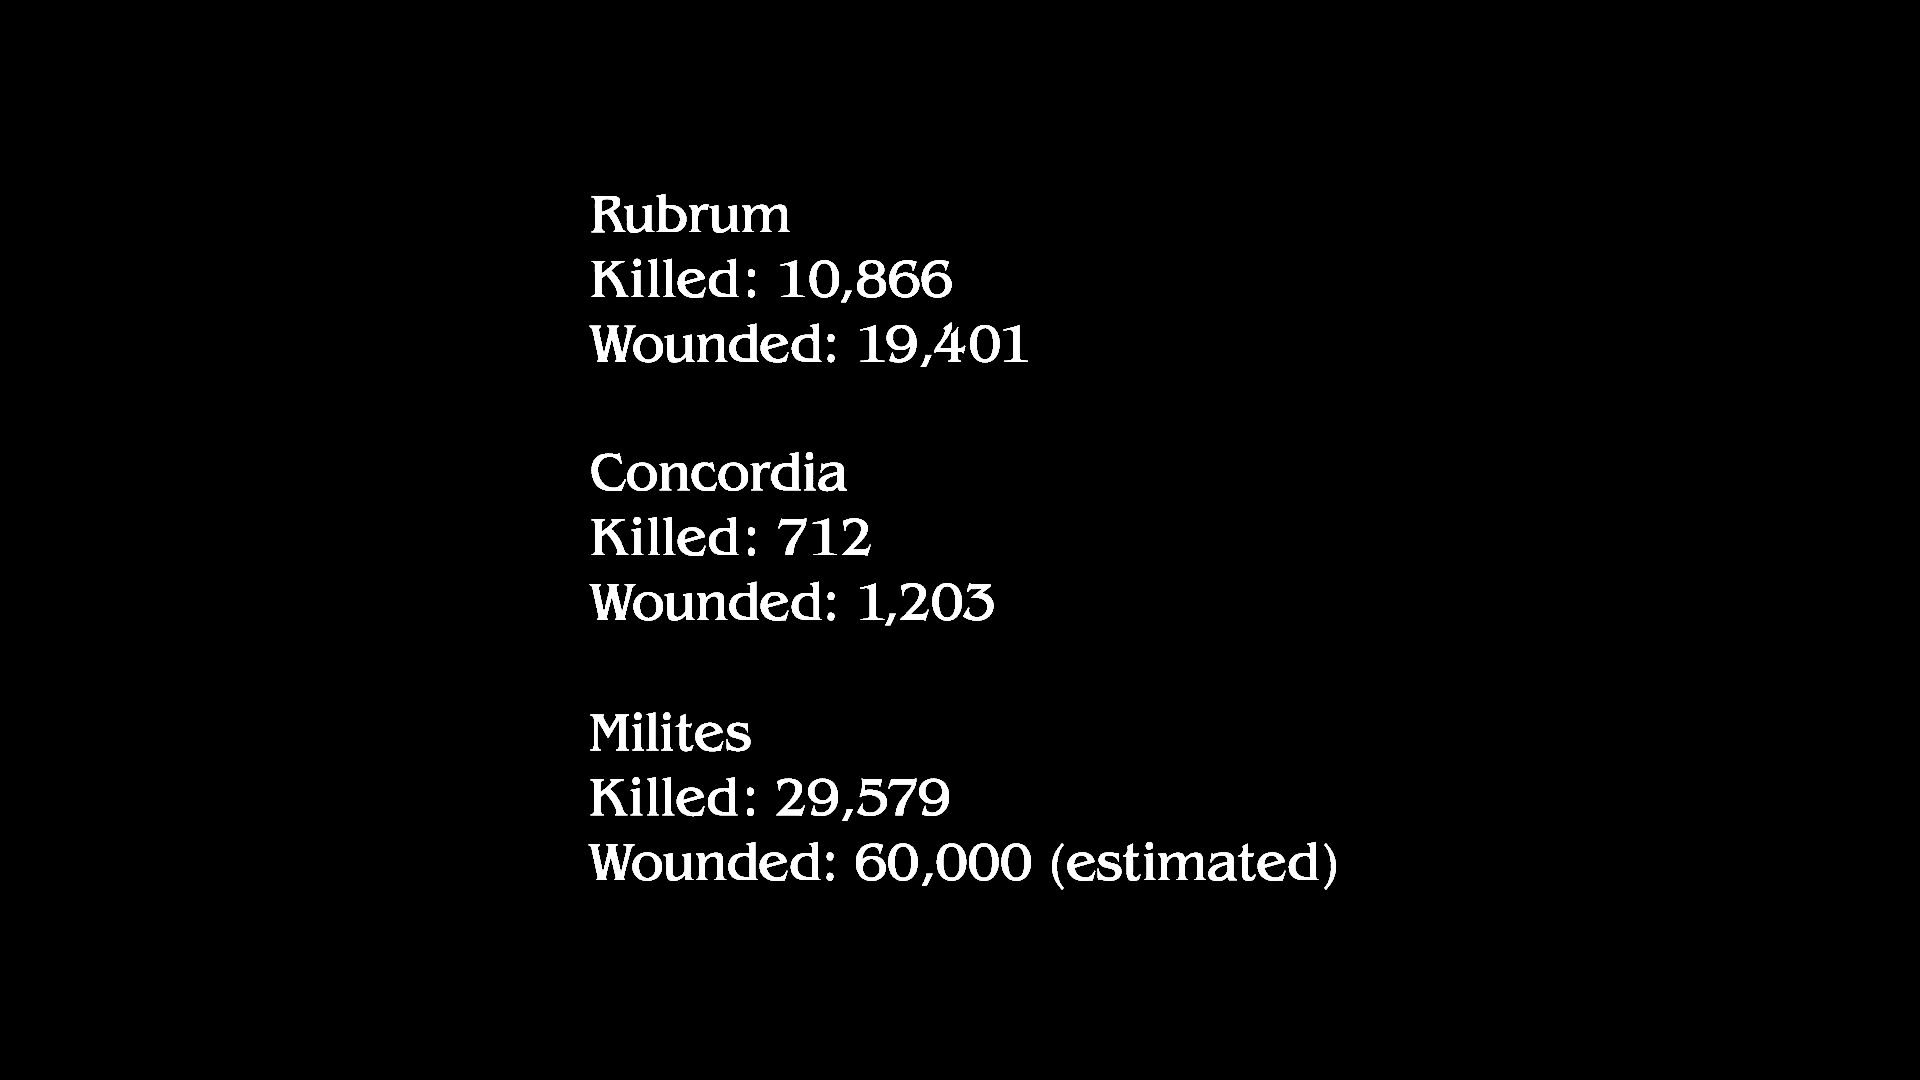 Rubrum
Killed: 10,866
Wounded: 19,401
Concordia
Killed: 712
Wounded: 1,203
Milites
Killed: 29,579
Wounded: 60,000 (estimated)